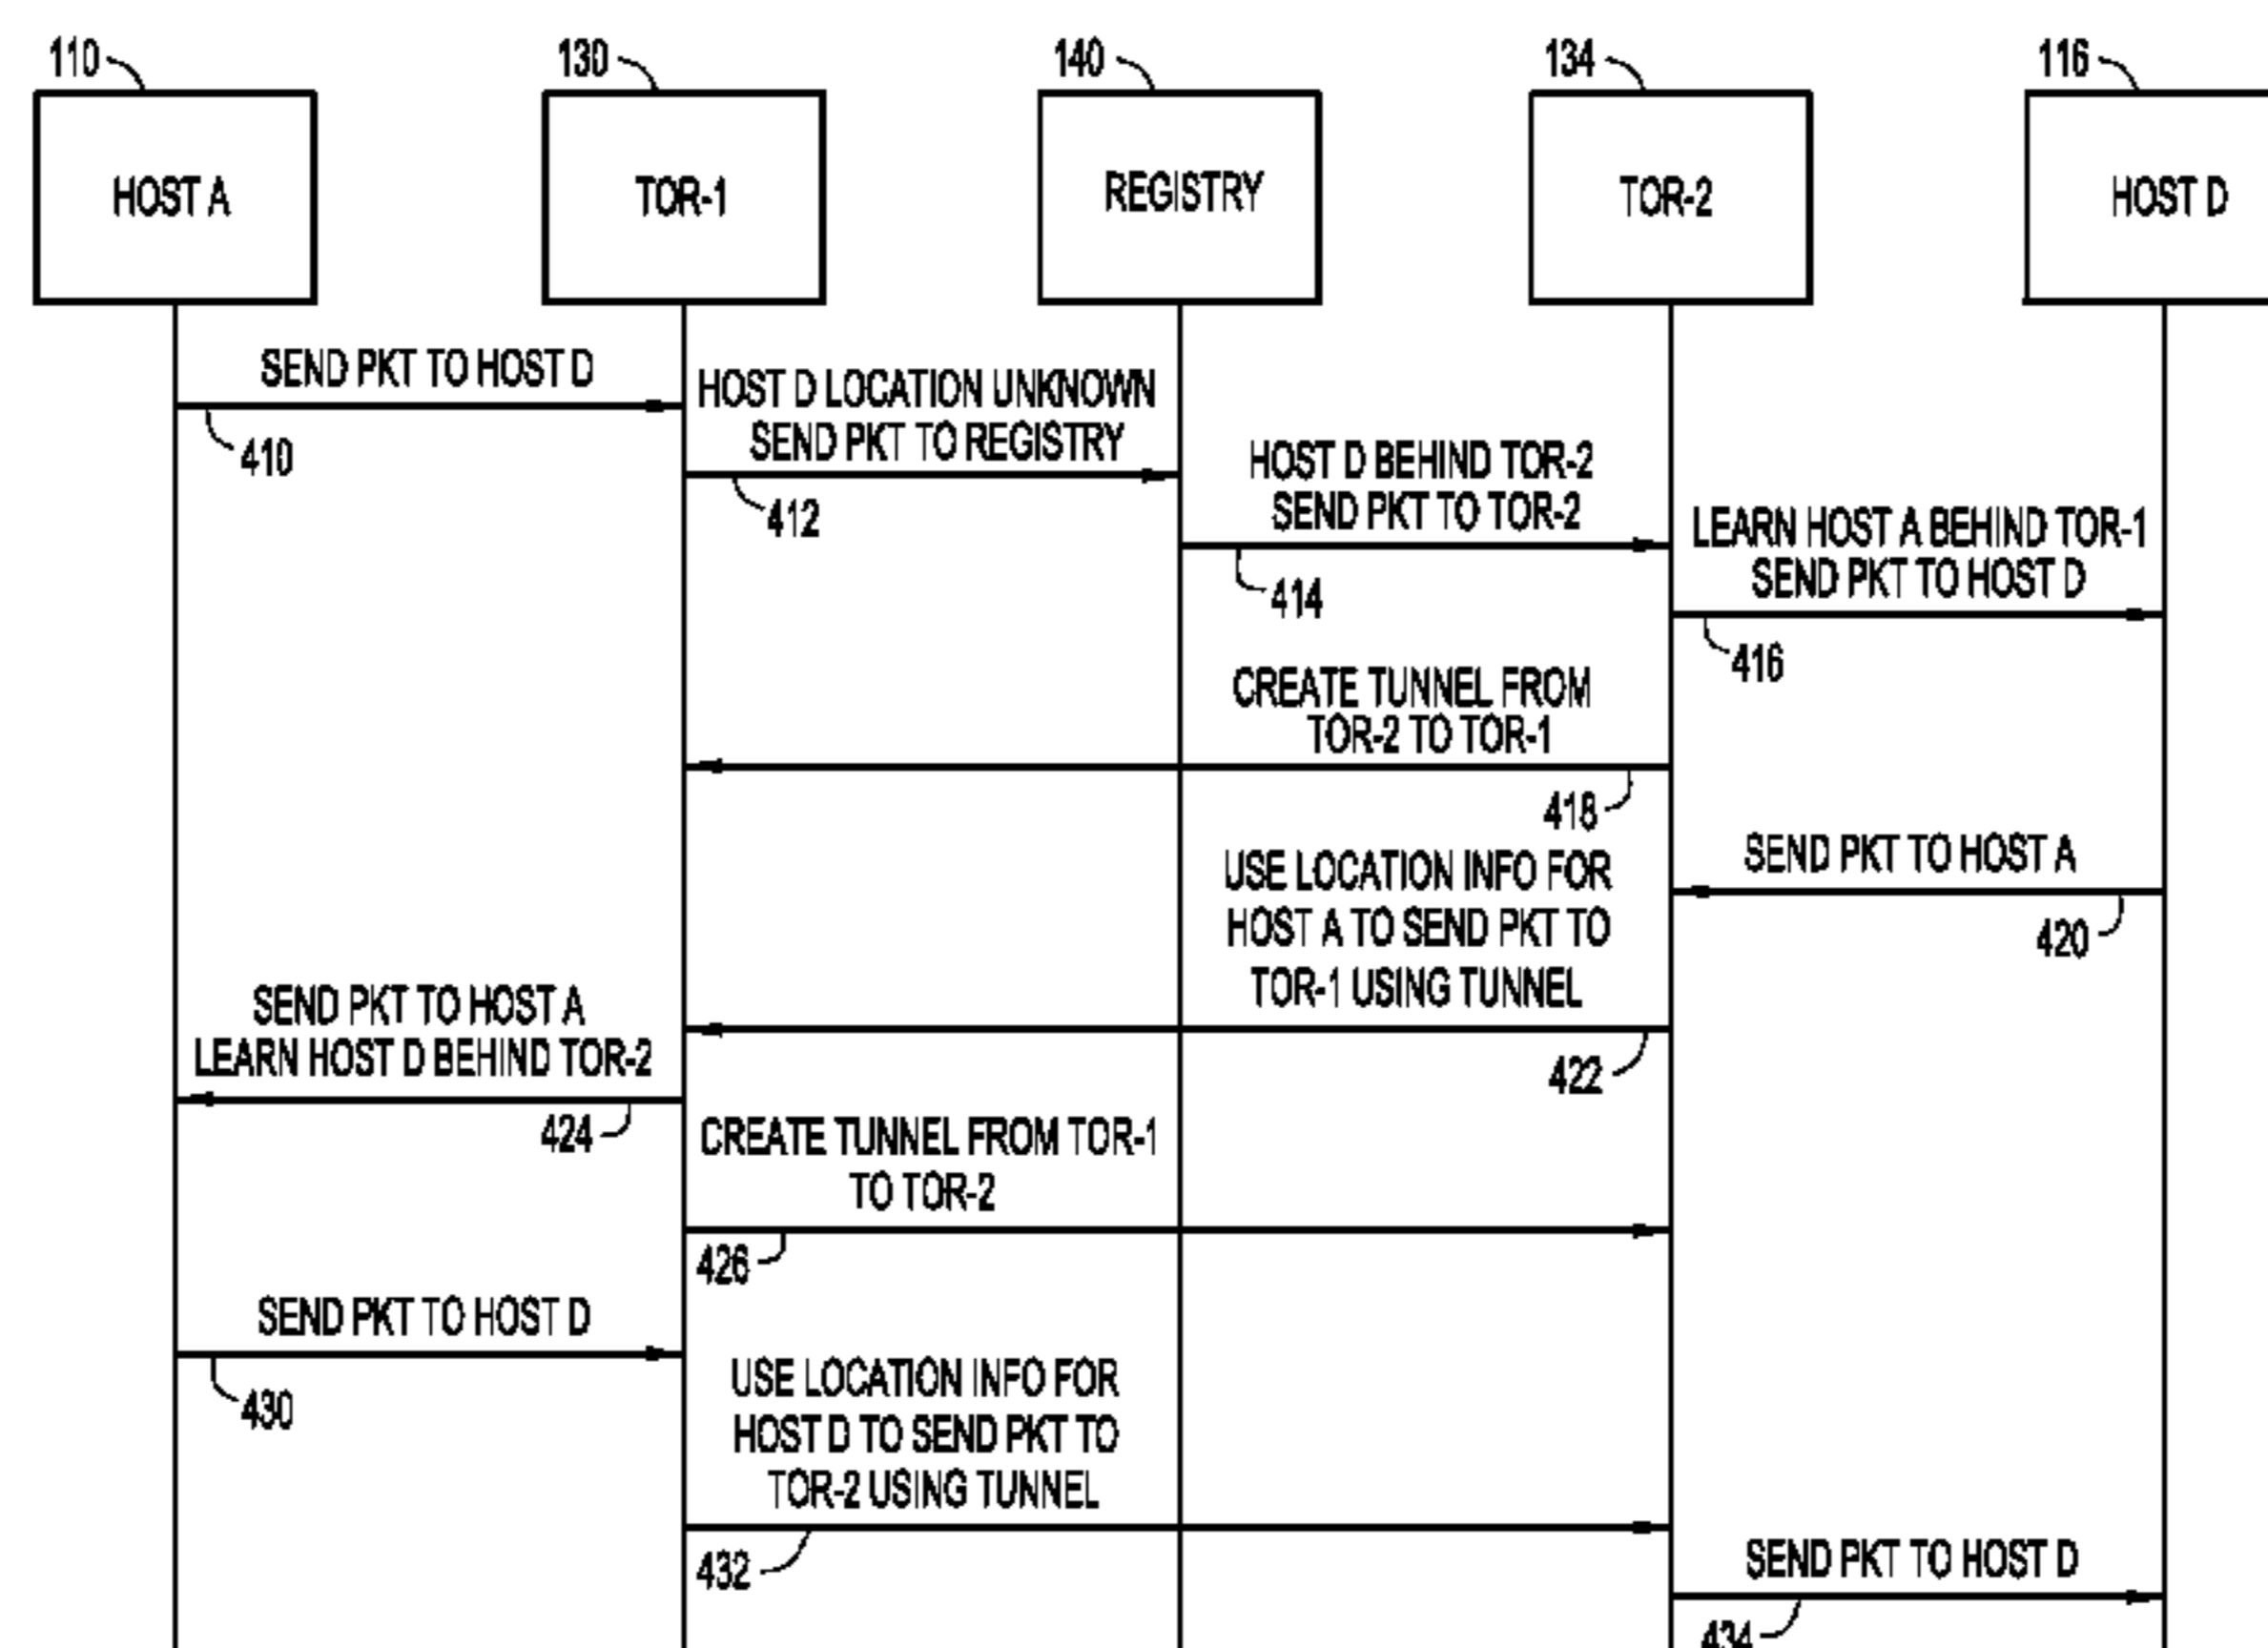 110
130
140
134
116
HOST A
TOR-1
REGISTRY
TOR-2
HOST D
SEND PKT TO HOST D
410
HOST D LOCATION UNKNOWN
SEND PKT TO REGISTRY
412
HOST D BEHIND TOR-2
SEND PKT TO TOR-2
414
LEARN HOST A BEHIND TOR-1
SEND PKT TO HOST D
416
CREATE TUNNEL FROM
TOR-2 TO TOR-1
418
SEND PKT TO HOST A
420
USE LOCATION INFO FOR
HOST A TO SEND PKT TO
TOR-1 USING TUNNEL
422
SEND PKT TO HOST A
LEARN HOST D BEHIND TOR-2
424
CREATE TUNNEL FROM TOR-1
TO TOR-2
426
SEND PKT TO HOST D
430
USE LOCATION INFO FOR
HOST D TO SEND PKT TO
TOR-2 USING TUNNEL
432
SEND PKT TO HOST D
434